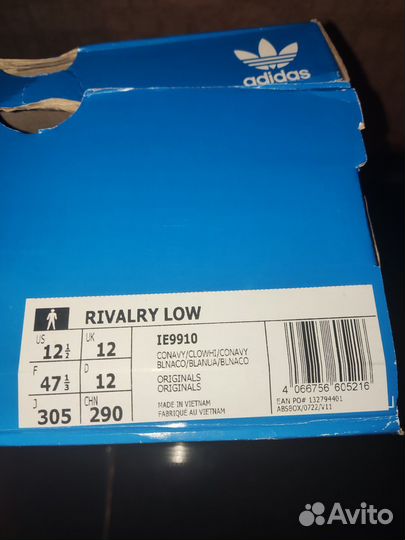 adidas
RIVALRY LOW
US 12½ UK 12
F 47⅓ D 12
J 305 CHN 290
IE9910
CONAVY/CLOWHI/CONAVY
BLNACO/BLANUA/BLNACO
ORIGINALS
ORIGINALS
MADE IN VIETNAM
FABRIQUÉ AU VIETNAM
4 066756 605216
EAN PO# 132794401
ABSBOX/0722/V11
Avito